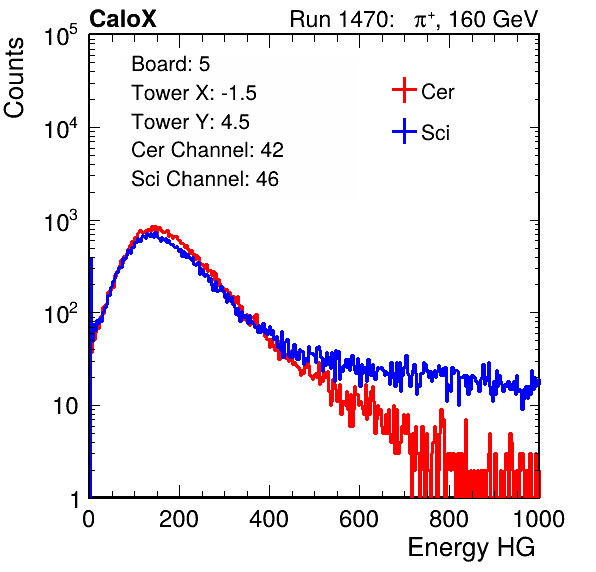 CaloX Run 1470: π⁺, 160 GeV
Counts
10⁵
10⁴
10³
10²
10
1
Board: 5
Tower X: -1.5
Tower Y: 4.5
Cer Channel: 42
Sci Channel: 46
Cer
Sci
0 200 400 600 800 1000
Energy HG